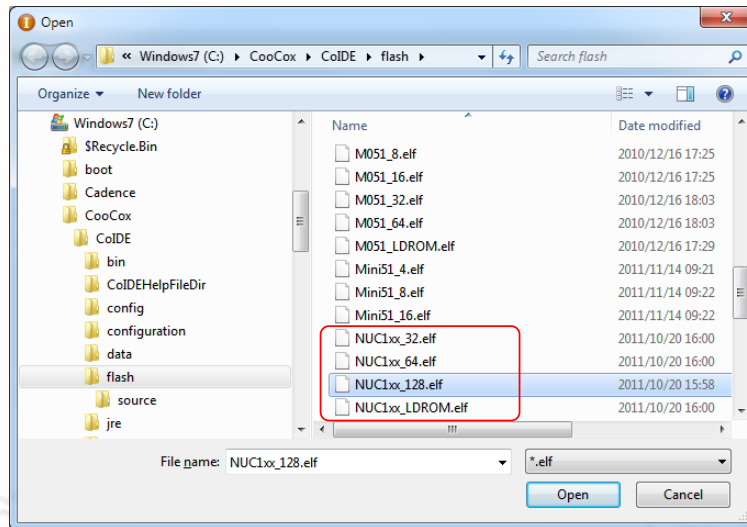 Open
« Windows7 (C:) ▸ CooCox ▸ CoIDE ▸ flash ▸
Search flash
Organize
New folder
Name
Date modified
Windows7 (C:)
$Recycle.Bin
boot
Cadence
CooCox
CoIDE
bin
CoIDEHelpFileDir
config
configuration
data
flash
source
jre
M051_8.elf 2010/12/16 17:25
M051_16.elf 2010/12/16 17:25
M051_32.elf 2010/12/16 18:03
M051_64.elf 2010/12/16 18:03
M051_LDROM.elf 2010/12/16 17:29
Mini51_4.elf 2011/11/14 09:21
Mini51_8.elf 2011/11/14 09:22
Mini51_16.elf 2011/11/14 09:22
NUC1xx_32.elf 2011/10/20 16:00
NUC1xx_64.elf 2011/10/20 16:00
NUC1xx_128.elf 2011/10/20 15:58
NUC1xx_LDROM.elf 2011/10/20 16:00
File name: NUC1xx_128.elf
*.elf
Open
Cancel